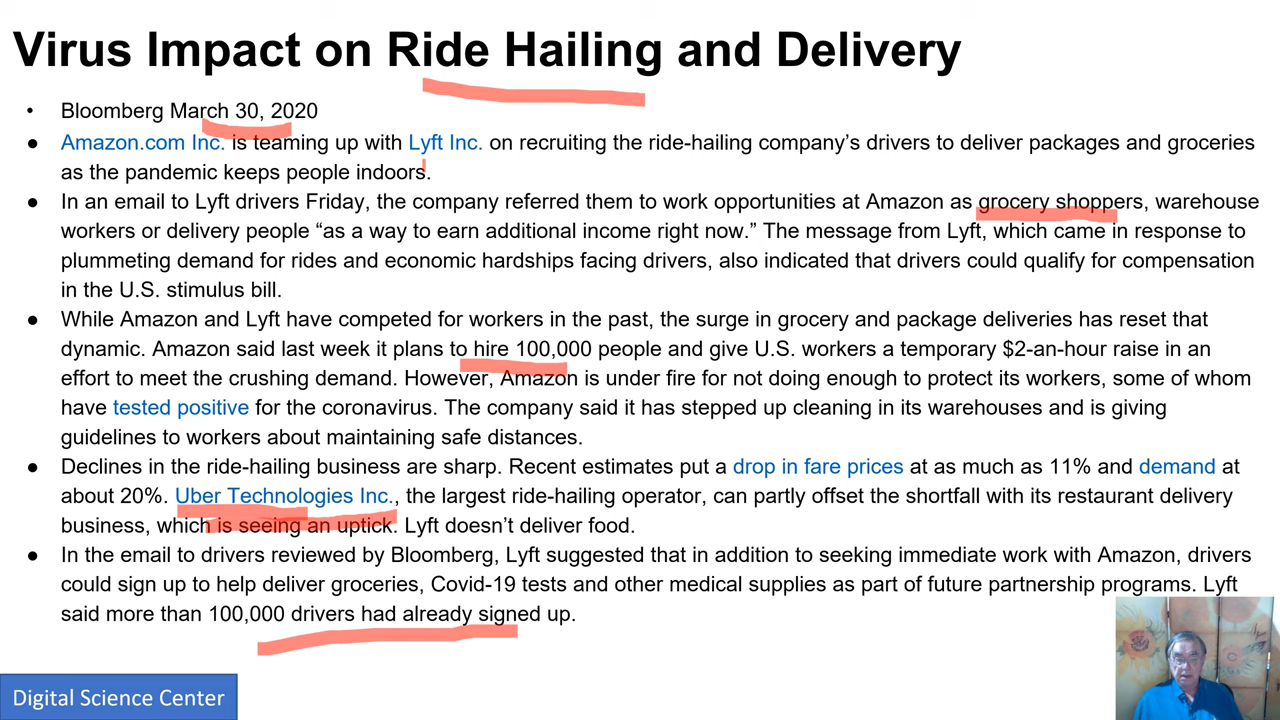 Virus Impact on Ride Hailing and Delivery
• Bloomberg March 30, 2020
● Amazon.com Inc. is teaming up with Lyft Inc. on recruiting the ride-hailing company’s drivers to deliver packages and groceries
as the pandemic keeps people indoors.
● In an email to Lyft drivers Friday, the company referred them to work opportunities at Amazon as grocery shoppers, warehouse
workers or delivery people “as a way to earn additional income right now.” The message from Lyft, which came in response to
plummeting demand for rides and economic hardships facing drivers, also indicated that drivers could qualify for compensation
in the U.S. stimulus bill.
● While Amazon and Lyft have competed for workers in the past, the surge in grocery and package deliveries has reset that
dynamic. Amazon said last week it plans to hire 100,000 people and give U.S. workers a temporary $2-an-hour raise in an
effort to meet the crushing demand. However, Amazon is under fire for not doing enough to protect its workers, some of whom
have tested positive for the coronavirus. The company said it has stepped up cleaning in its warehouses and is giving
guidelines to workers about maintaining safe distances.
● Declines in the ride-hailing business are sharp. Recent estimates put a drop in fare prices at as much as 11% and demand at
about 20%. Uber Technologies Inc., the largest ride-hailing operator, can partly offset the shortfall with its restaurant delivery
business, which is seeing an uptick. Lyft doesn’t deliver food.
● In the email to drivers reviewed by Bloomberg, Lyft suggested that in addition to seeking immediate work with Amazon, drivers
could sign up to help deliver groceries, Covid-19 tests and other medical supplies as part of future partnership programs. Lyft
said more than 100,000 drivers had already signed up.
Digital Science Center